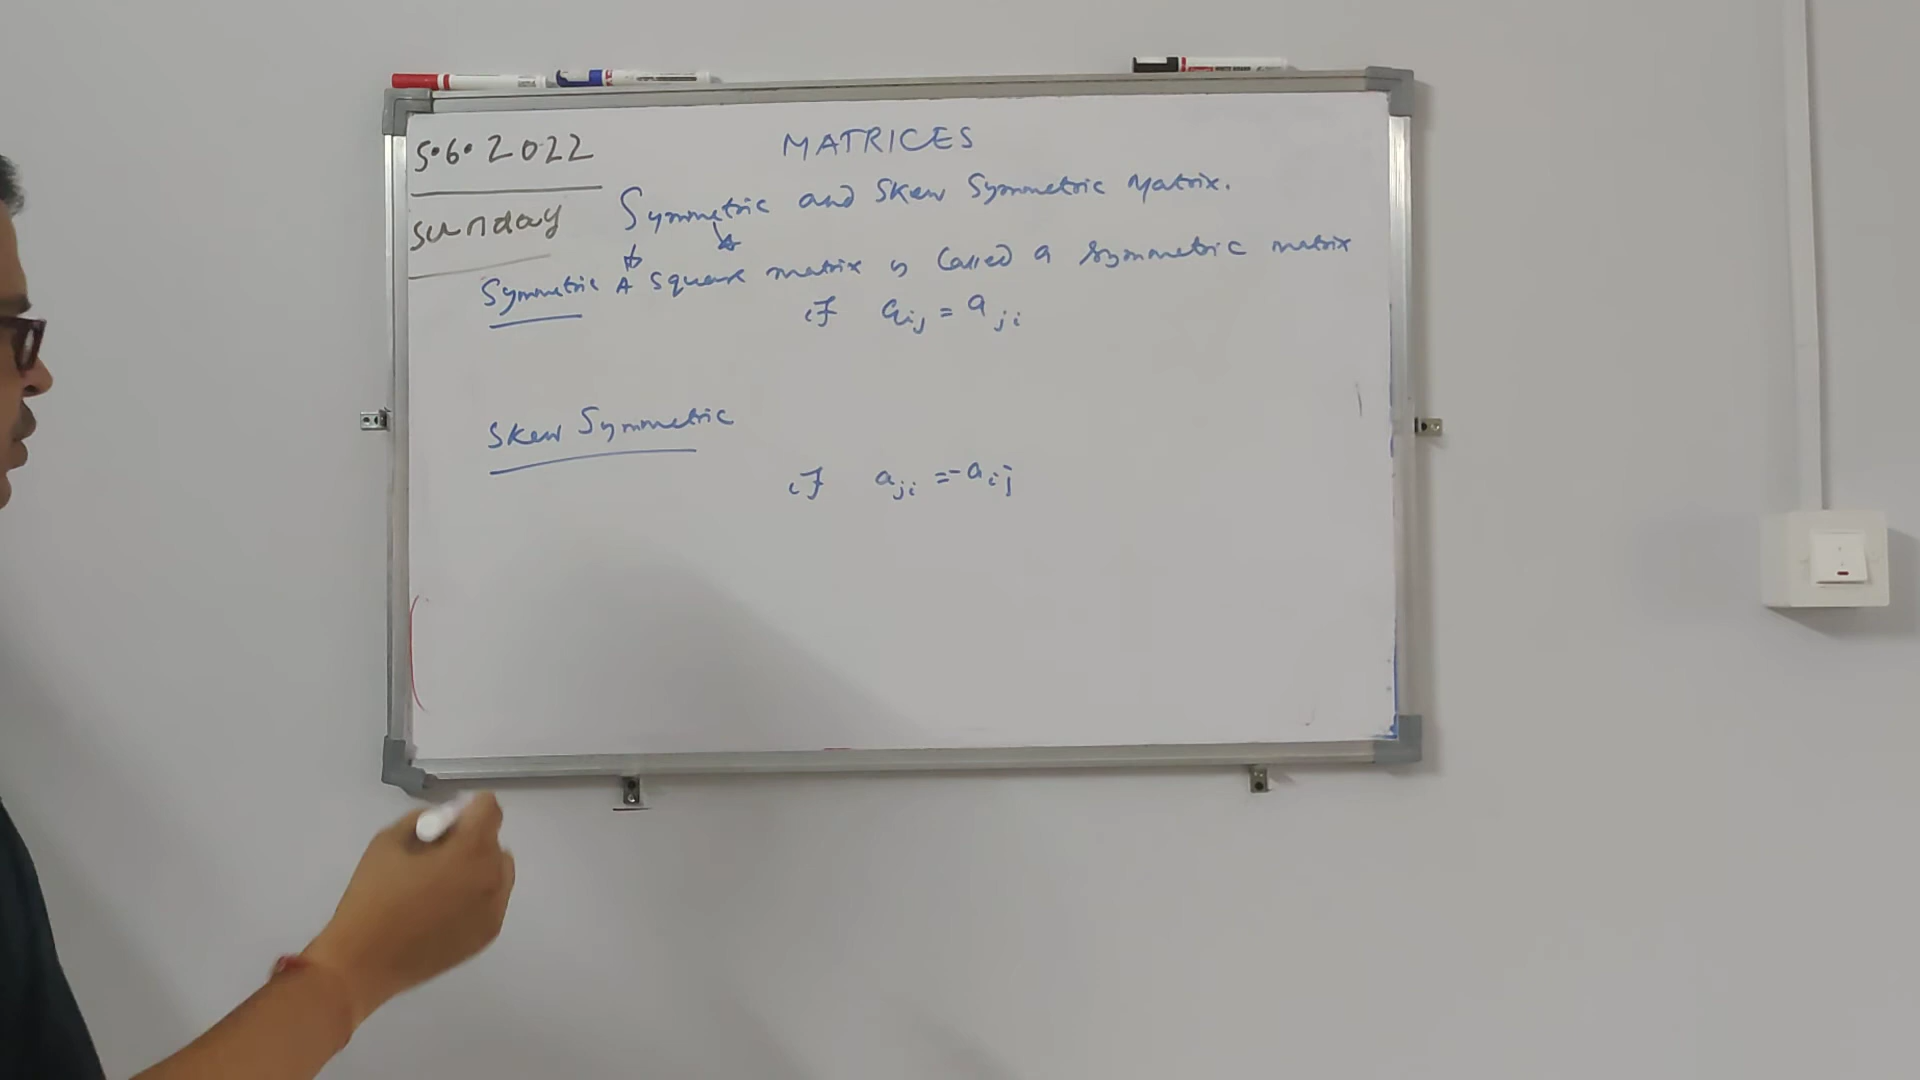 5.6.2022
MATRICES
Sunday
Symmetric and Skew Symmetric Matrix.
Symmetric A square matrix is called a symmetric matrix
if aij = aji
Skew Symmetric
if aji = -aij